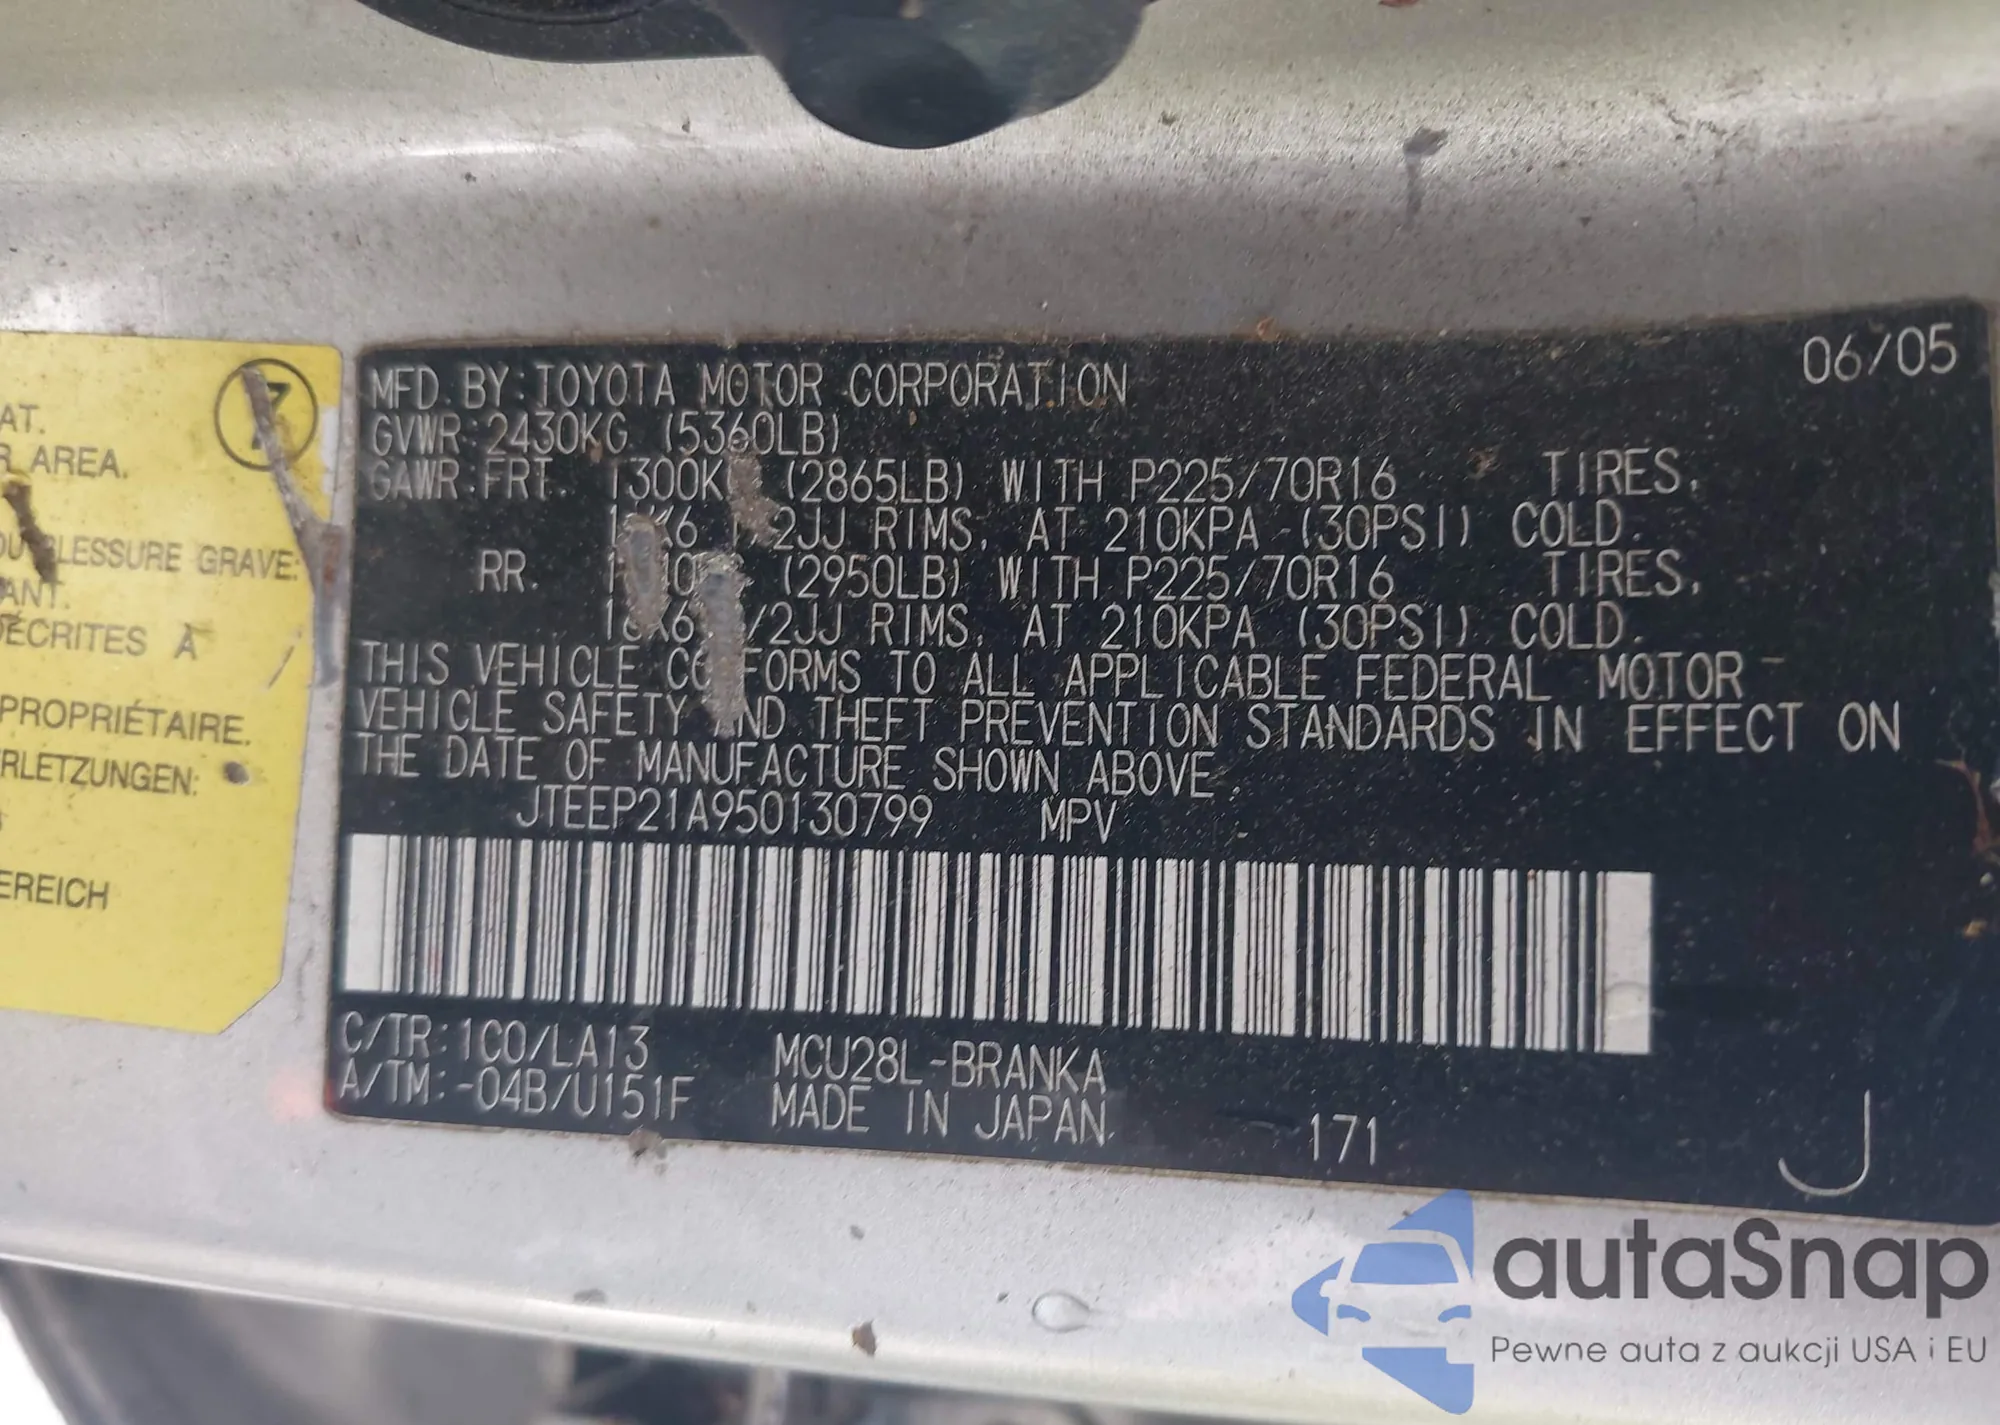 AT.
R AREA.
BLESSURE GRAVE:
ANT.
DÉCRITES À
PROPRIÉTAIRE.
RLETZUNGEN:
EREICH
06/05
MFD. BY: TOYOTA MOTOR CORPORATION
GVWR: 2430KG (5360LB)
GAWR: FRT. 1300K (2865LB) WITH P225/70R16 TIRES,
2JJ RIMS, AT 210KPA (30PSI) COLD.
RR. (2950LB) WITH P225/70R16 TIRES,
/2JJ RIMS, AT 210KPA (30PSI) COLD.
THIS VEHICLE CO FORMS TO ALL APPLICABLE FEDERAL MOTOR
VEHICLE SAFETY AND THEFT PREVENTION STANDARDS IN EFFECT ON
THE DATE OF MANUFACTURE SHOWN ABOVE.
JTEEP21A950130799 MPV
C/TR: 1C0/LA13 MCU28L-BRANKA
A/TM: -04B/U151F MADE IN JAPAN
171
J
autoSnap
Pewne auta z aukcji USA i EU